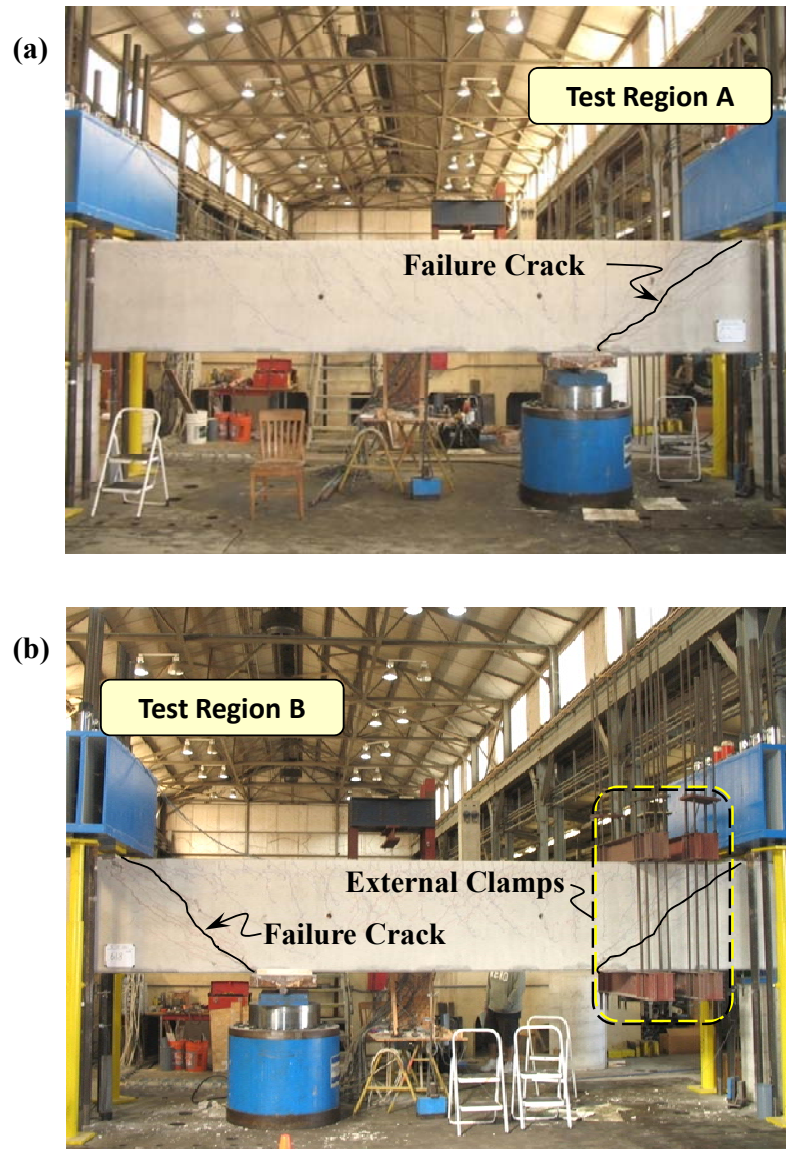 (a)
Test Region A
Failure Crack
(b)
Test Region B
External Clamps
Failure Crack